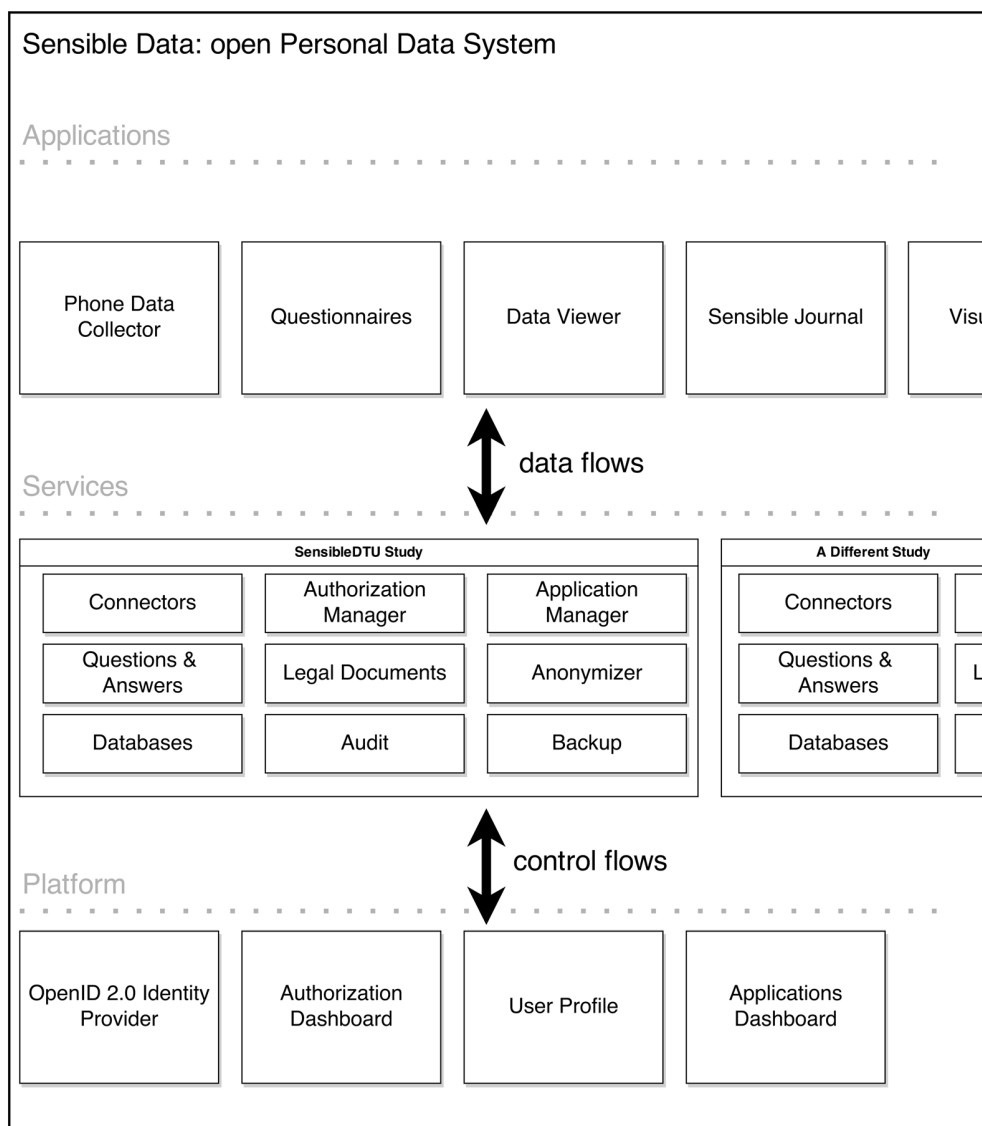 Sensible Data: open Personal Data System
Applications
Phone Data
Collector
Questionnaires
Data Viewer
Sensible Journal
data flows
Services
SensibleDTU Study
Connectors
Authorization
Manager
Application
Manager
Questions &
Answers
Legal Documents
Anonymizer
Databases
Audit
Backup
A Different Study
Connectors
Questions &
Answers
Databases
control flows
Platform
OpenID 2.0 Identity
Provider
Authorization
Dashboard
User Profile
Applications
Dashboard